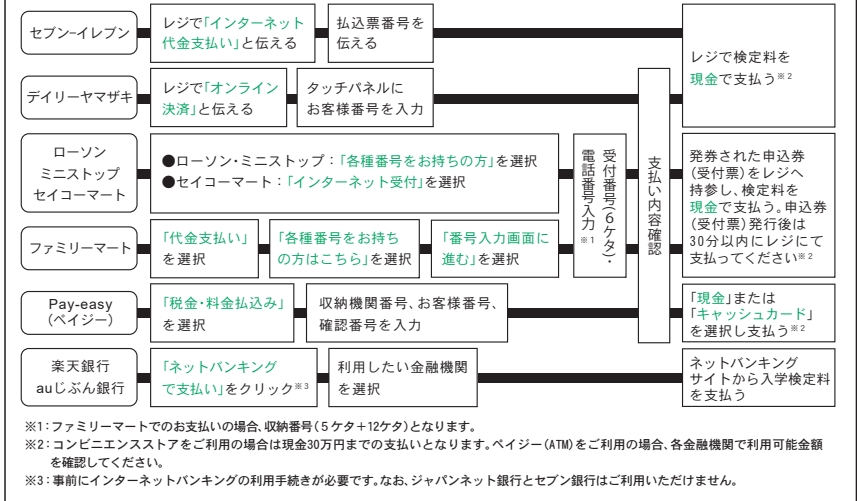 セブン-イレブン
レジで「インターネット
代金支払い」と伝える
払込票番号を
伝える
レジで検定料を
現金で支払う※2
デイリーヤマザキ
レジで「オンライン
決済」と伝える
タッチパネルに
お客様番号を入力
ローソン
ミニストップ
セイコーマート
●ローソン・ミニストップ：「各種番号をお持ちの方」を選択
●セイコーマート：「インターネット受付」を選択
受付番号(6ケタ)・
電話番号入力※1
支払い内容確認
発券された申込券
(受付票)をレジへ
持参し、検定料を
現金で支払う。申込券
(受付票)発行後は
30分以内にレジにて
支払ってください※2
ファミリーマート
「代金支払い」
を選択
「各種番号をお持ち
の方はこちら」を選択
「番号入力画面に
進む」を選択
Pay-easy
(ペイジー)
「税金・料金払込み」
を選択
収納機関番号、お客様番号、
確認番号を入力
「現金」または
「キャッシュカード」
を選択し支払う※2
楽天銀行
auじぶん銀行
「ネットバンキング
で支払い」をクリック※3
利用したい金融機関
を選択
ネットバンキング
サイトから入学検定料
を支払う
※1：ファミリーマートでのお支払いの場合、収納番号(5ケタ+12ケタ)となります。
※2：コンビニエンスストアをご利用の場合は現金30万円までの支払いとなります。ペイジー(ATM)をご利用の場合、各金融機関で利用可能金額
を確認してください。
※3：事前にインターネットバンキングの利用手続きが必要です。なお、ジャパンネット銀行とセブン銀行はご利用いただけません。